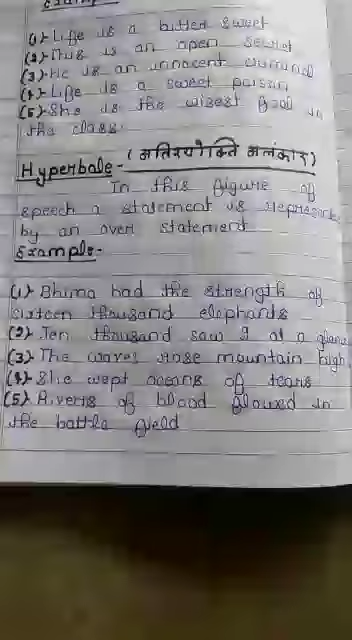 Example
(1) Life is a bitter sweet
(2) This is an open secret
(3) He is an innocent criminal
(4) Life is a sweet poision
(5) She is the wisest fool in
the class.
(अतिशयोक्ति अलंकार)
Hyperbole-
In this figure of
speech a statement is represente
by an over statement
Example-
(1) Bhima had the strength of
sixteen thousand elephants
(2) Ten thousand saw I at a glance
(3) The waves rose mountain high
(4) She wept oceans of tears
(5) Rivers of blood flowed in
the battle field